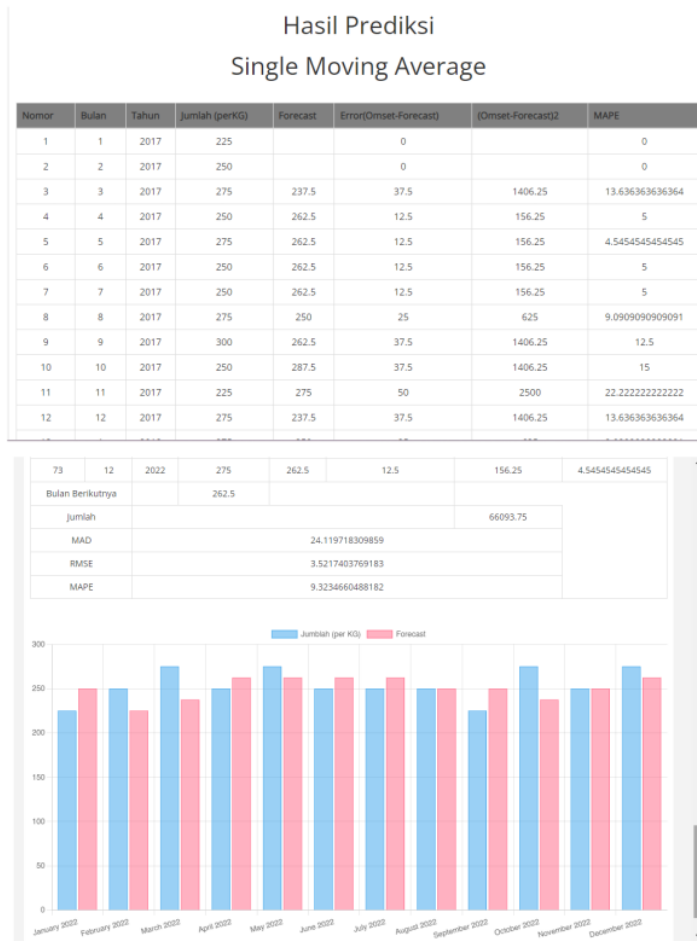 Hasil Prediksi
Single Moving Average
Nomor Bulan Tahun Jumlah (perKG) Forecast Error(Omset-Forecast) (Omset-Forecast)2 MAPE
1 1 2017 225 0 0
2 2 2017 250 0 0
3 3 2017 275 237.5 37.5 1406.25 13.636363636364
4 4 2017 250 262.5 12.5 156.25 5
5 5 2017 275 262.5 12.5 156.25 4.5454545454545
6 6 2017 250 262.5 12.5 156.25 5
7 7 2017 250 262.5 12.5 156.25 5
8 8 2017 275 250 25 625 9.0909090909091
9 9 2017 300 262.5 37.5 1406.25 12.5
10 10 2017 250 287.5 37.5 1406.25 15
11 11 2017 225 275 50 2500 22.222222222222
12 12 2017 275 237.5 37.5 1406.25 13.636363636364
73 12 2022 275 262.5 12.5 156.25 4.5454545454545
Bulan Berikutnya 262.5
Jumlah 66093.75
MAD 24.119718309859
RMSE 3.5217403769183
MAPE 9.3234660488182
Jumblah (per KG) Forecast
300
250
200
150
100
50
0
January 2022 February 2022 March 2022 April 2022 May 2022 June 2022 July 2022 August 2022 September 2022 October 2022 November 2022 December 2022